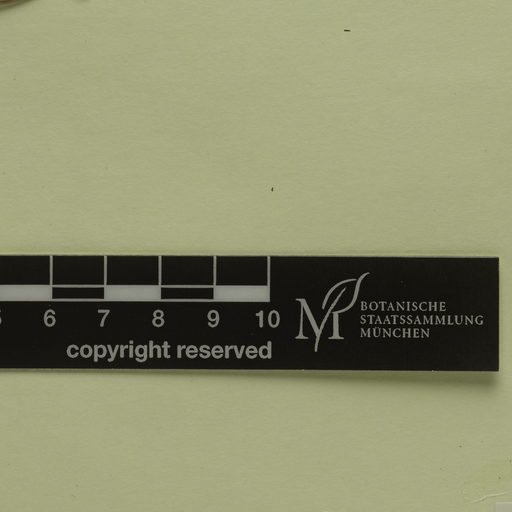 6 7 8 9 10
copyright reserved
BOTANISCHE
STAATSSAMMLUNG
MÜNCHEN